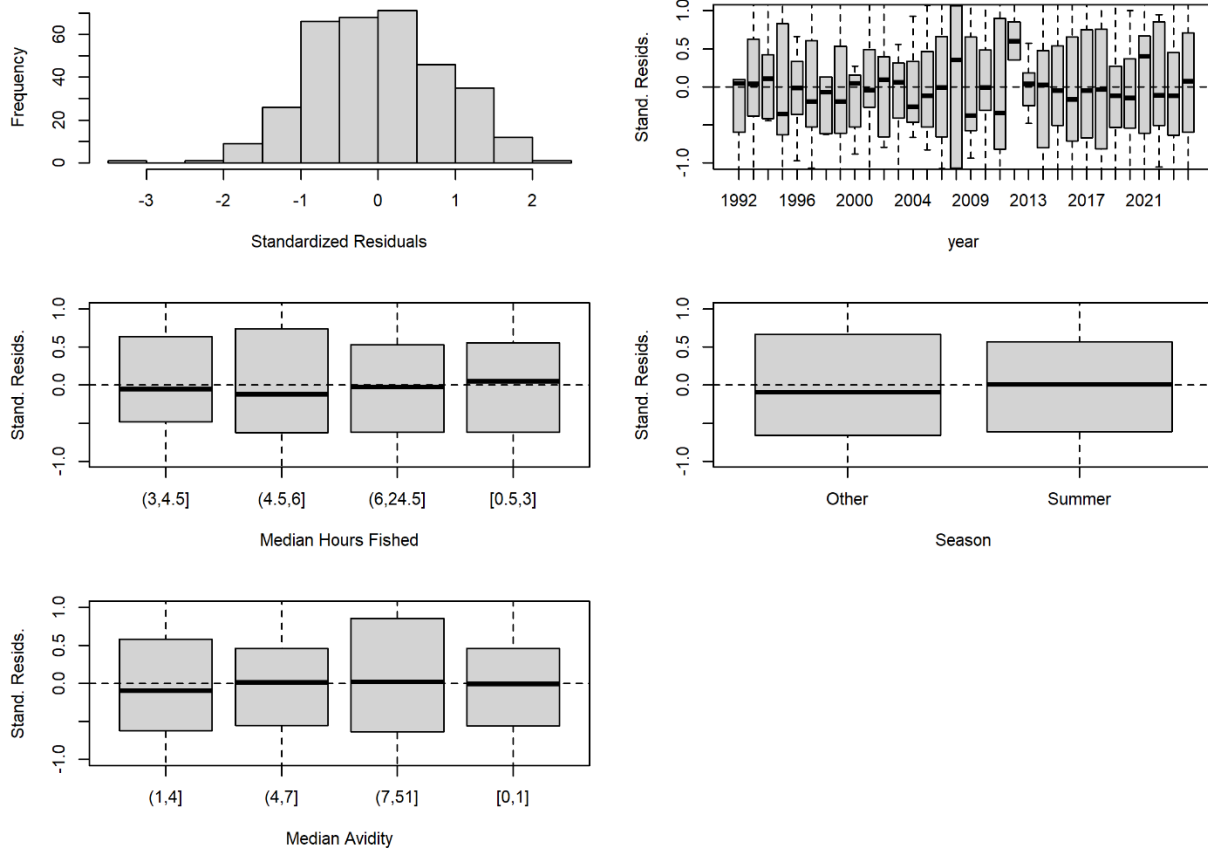 Frequency
0 20 40 60
-3 -2 -1 0 1 2
Standardized Residuals
Stand. Resids.
-1.0 0.0 0.5 1.0
1992 1996 2000 2004 2009 2013 2017 2021
year
Stand. Resids.
-1.0 0.0 0.5 1.0
(3,4.5] (4.5,6] (6,24.5] [0.5,3]
Median Hours Fished
Stand. Resids.
-1.0 0.0 0.5 1.0
Other Summer
Season
Stand. Resids.
-1.0 0.0 0.5 1.0
(1,4] (4,7] (7,51] [0,1]
Median Avidity